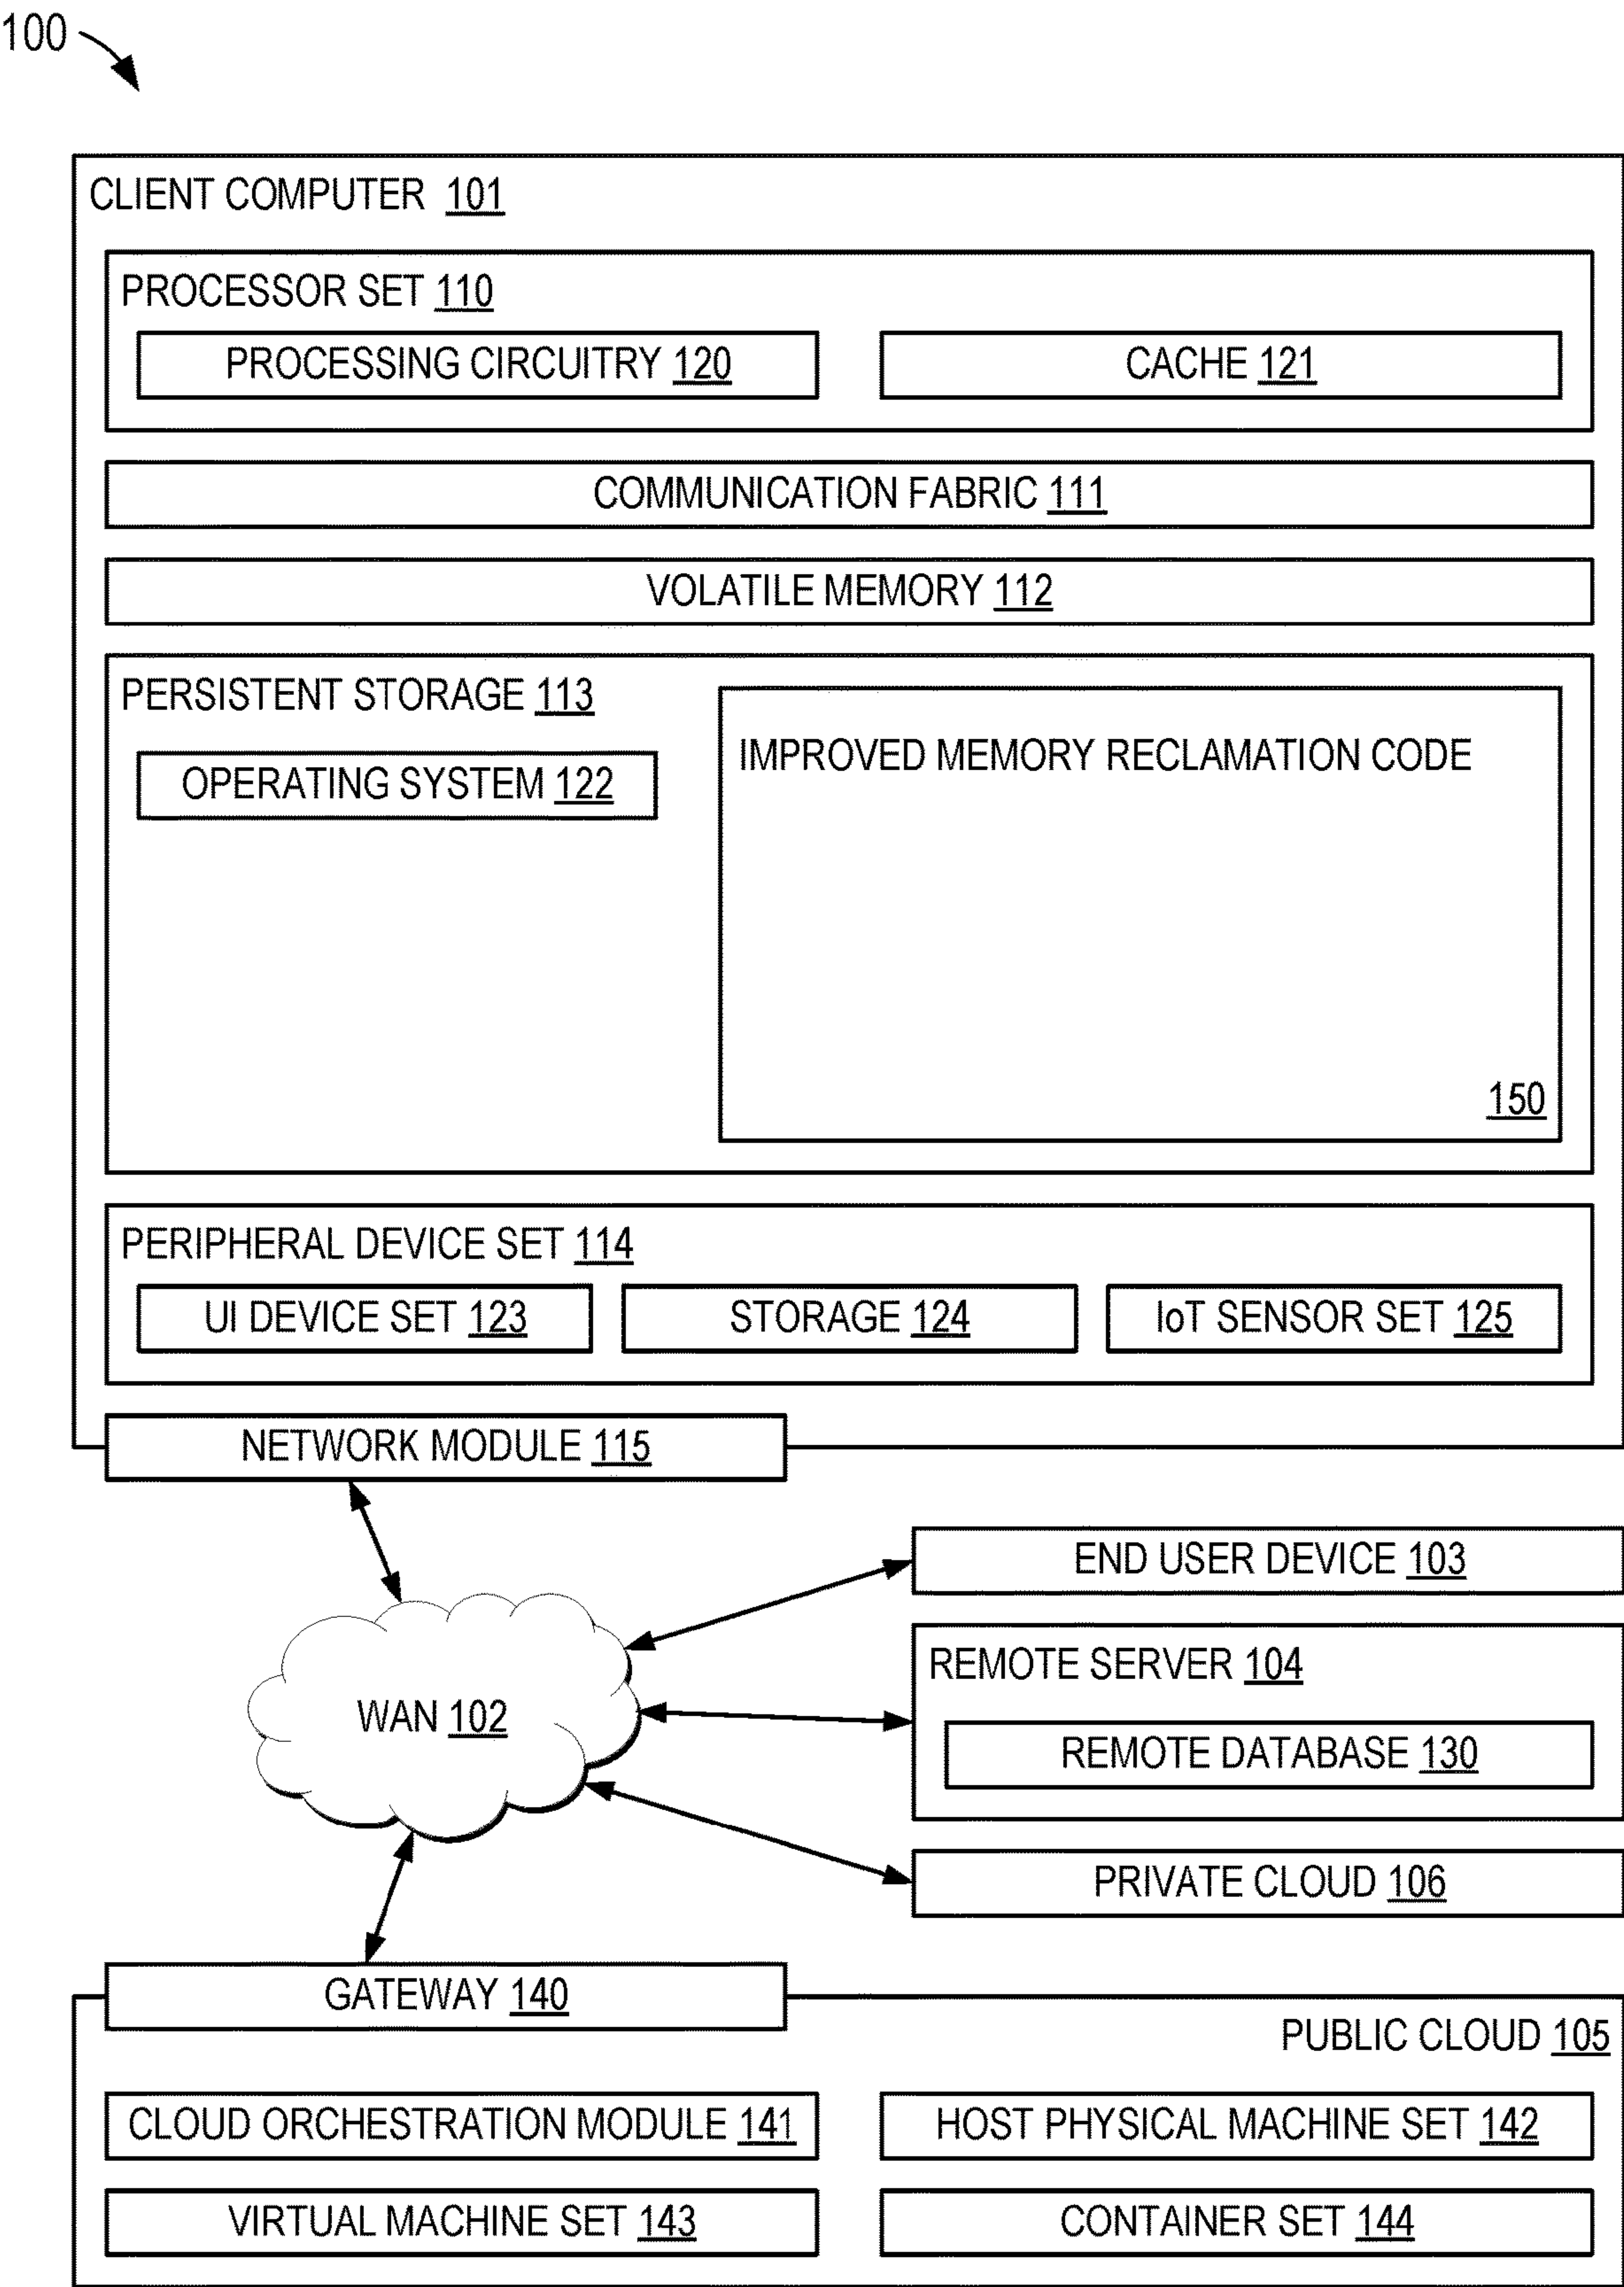 100
CLIENT COMPUTER 101
PROCESSOR SET 110
PROCESSING CIRCUITRY 120
CACHE 121
COMMUNICATION FABRIC 111
VOLATILE MEMORY 112
PERSISTENT STORAGE 113
OPERATING SYSTEM 122
IMPROVED MEMORY RECLAMATION CODE
150
PERIPHERAL DEVICE SET 114
UI DEVICE SET 123
STORAGE 124
IoT SENSOR SET 125
NETWORK MODULE 115
END USER DEVICE 103
REMOTE SERVER 104
WAN 102
REMOTE DATABASE 130
PRIVATE CLOUD 106
GATEWAY 140
PUBLIC CLOUD 105
CLOUD ORCHESTRATION MODULE 141
HOST PHYSICAL MACHINE SET 142
VIRTUAL MACHINE SET 143
CONTAINER SET 144